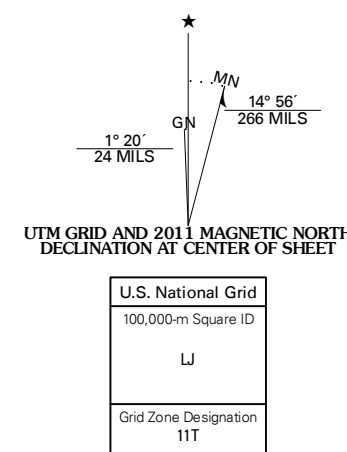 ★
MN
14° 56´
266 MILS
GN
1° 20´
24 MILS
UTM GRID AND 2011 MAGNETIC NORTH
DECLINATION AT CENTER OF SHEET
U.S. National Grid
100,000-m Square ID
LJ
Grid Zone Designation
11T